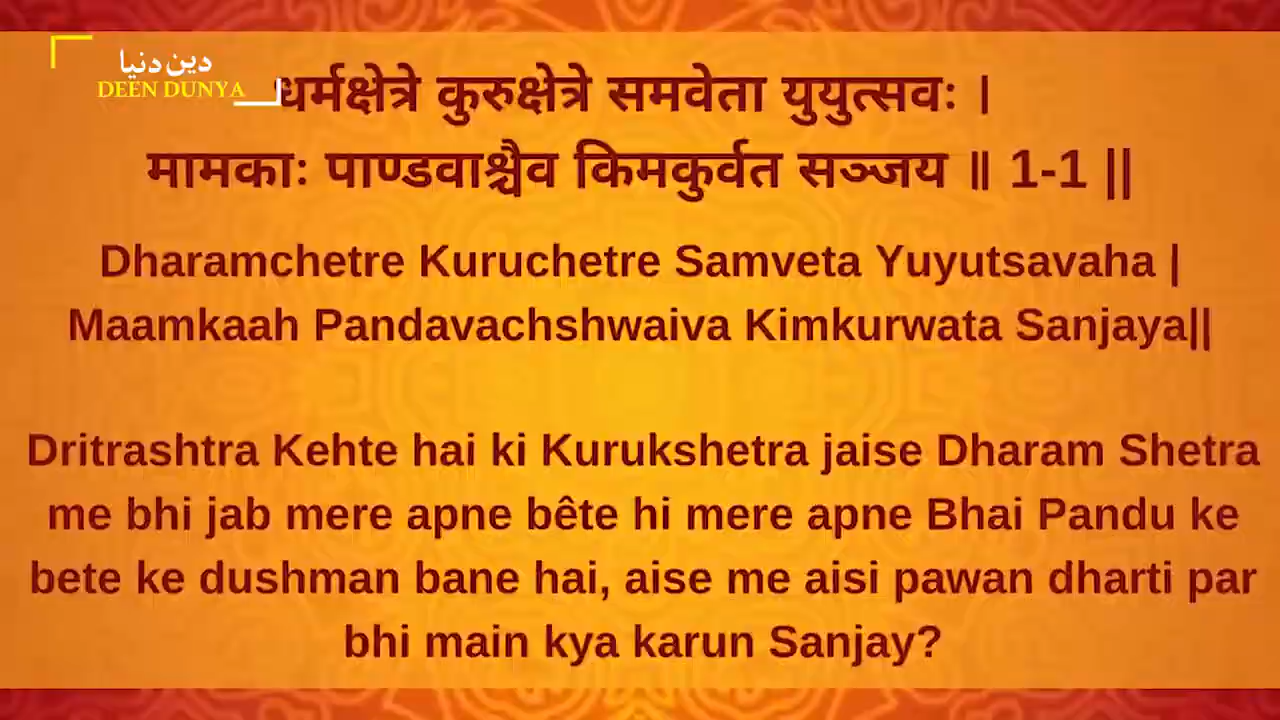 دین دنیا
DEEN DUNYA
धर्मक्षेत्रे कुरुक्षेत्रे समवेता युयुत्सवः |
मामकाः पाण्डवाश्चैव किमकुर्वत सञ्जय ॥ 1-1 ||
Dharamchetre Kuruchetre Samveta Yuyutsavaha |
Maamkaah Pandavachshwaiva Kimkurwata Sanjaya||
Dritrashtra Kehte hai ki Kurukshetra jaise Dharam Shetra
me bhi jab mere apne bête hi mere apne Bhai Pandu ke
bete ke dushman bane hai, aise me aisi pawan dharti par
bhi main kya karun Sanjay?